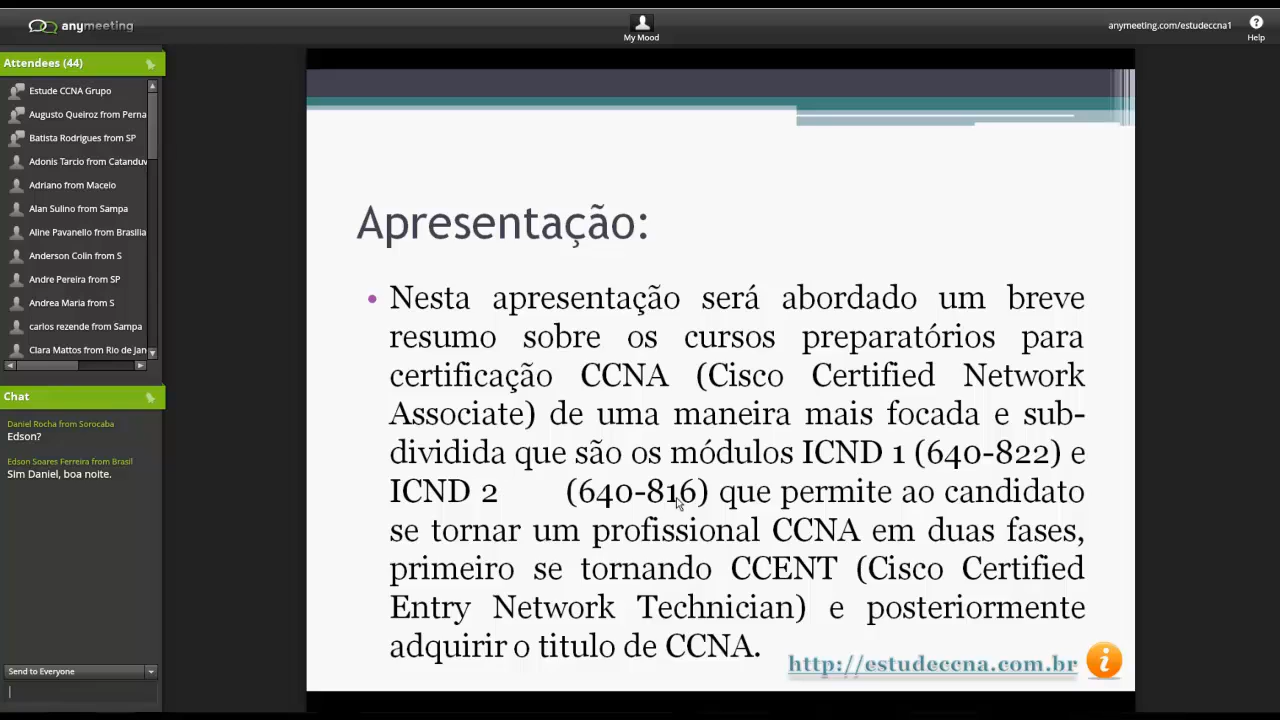 anymeeting
My Mood
anymeeting.com/estudeccna1
Help
Attendees (44)
Estude CCNA Grupo
Augusto Queiroz from Perna
Batista Rodrigues from SP
Adonis Tarcio from Catanduv
Adriano from Maceio
Alan Sulino from Sampa
Aline Pavanello from Brasilia
Anderson Colin from S
Andre Pereira from SP
Andrea Maria from S
carlos rezende from Sampa
Clara Mattos from Rio de Jan
Chat
Daniel Rocha from Sorocaba
Edson?
Edson Soares Ferreira from Brasil
Sim Daniel, boa noite.
Send to Everyone
Apresentação:
• Nesta apresentação será abordado um breve
resumo sobre os cursos preparatórios para
certificação CCNA (Cisco Certified Network
Associate) de uma maneira mais focada e sub-
dividida que são os módulos ICND 1 (640-822) e
ICND 2 (640-816) que permite ao candidato
se tornar um profissional CCNA em duas fases,
primeiro se tornando CCENT (Cisco Certified
Entry Network Technician) e posteriormente
adquirir o titulo de CCNA.
http://estudeccna.com.br